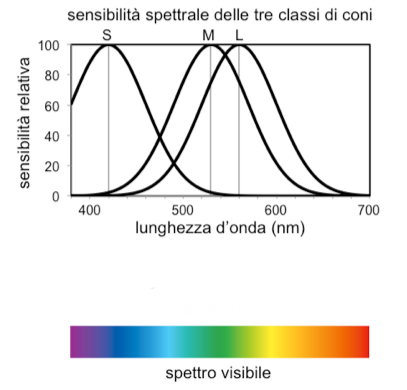 sensibilità spettrale delle tre classi di coni
S M L
sensibilità relativa
100
80
60
40
20
0
400 500 600 700
lunghezza d'onda (nm)
spettro visibile